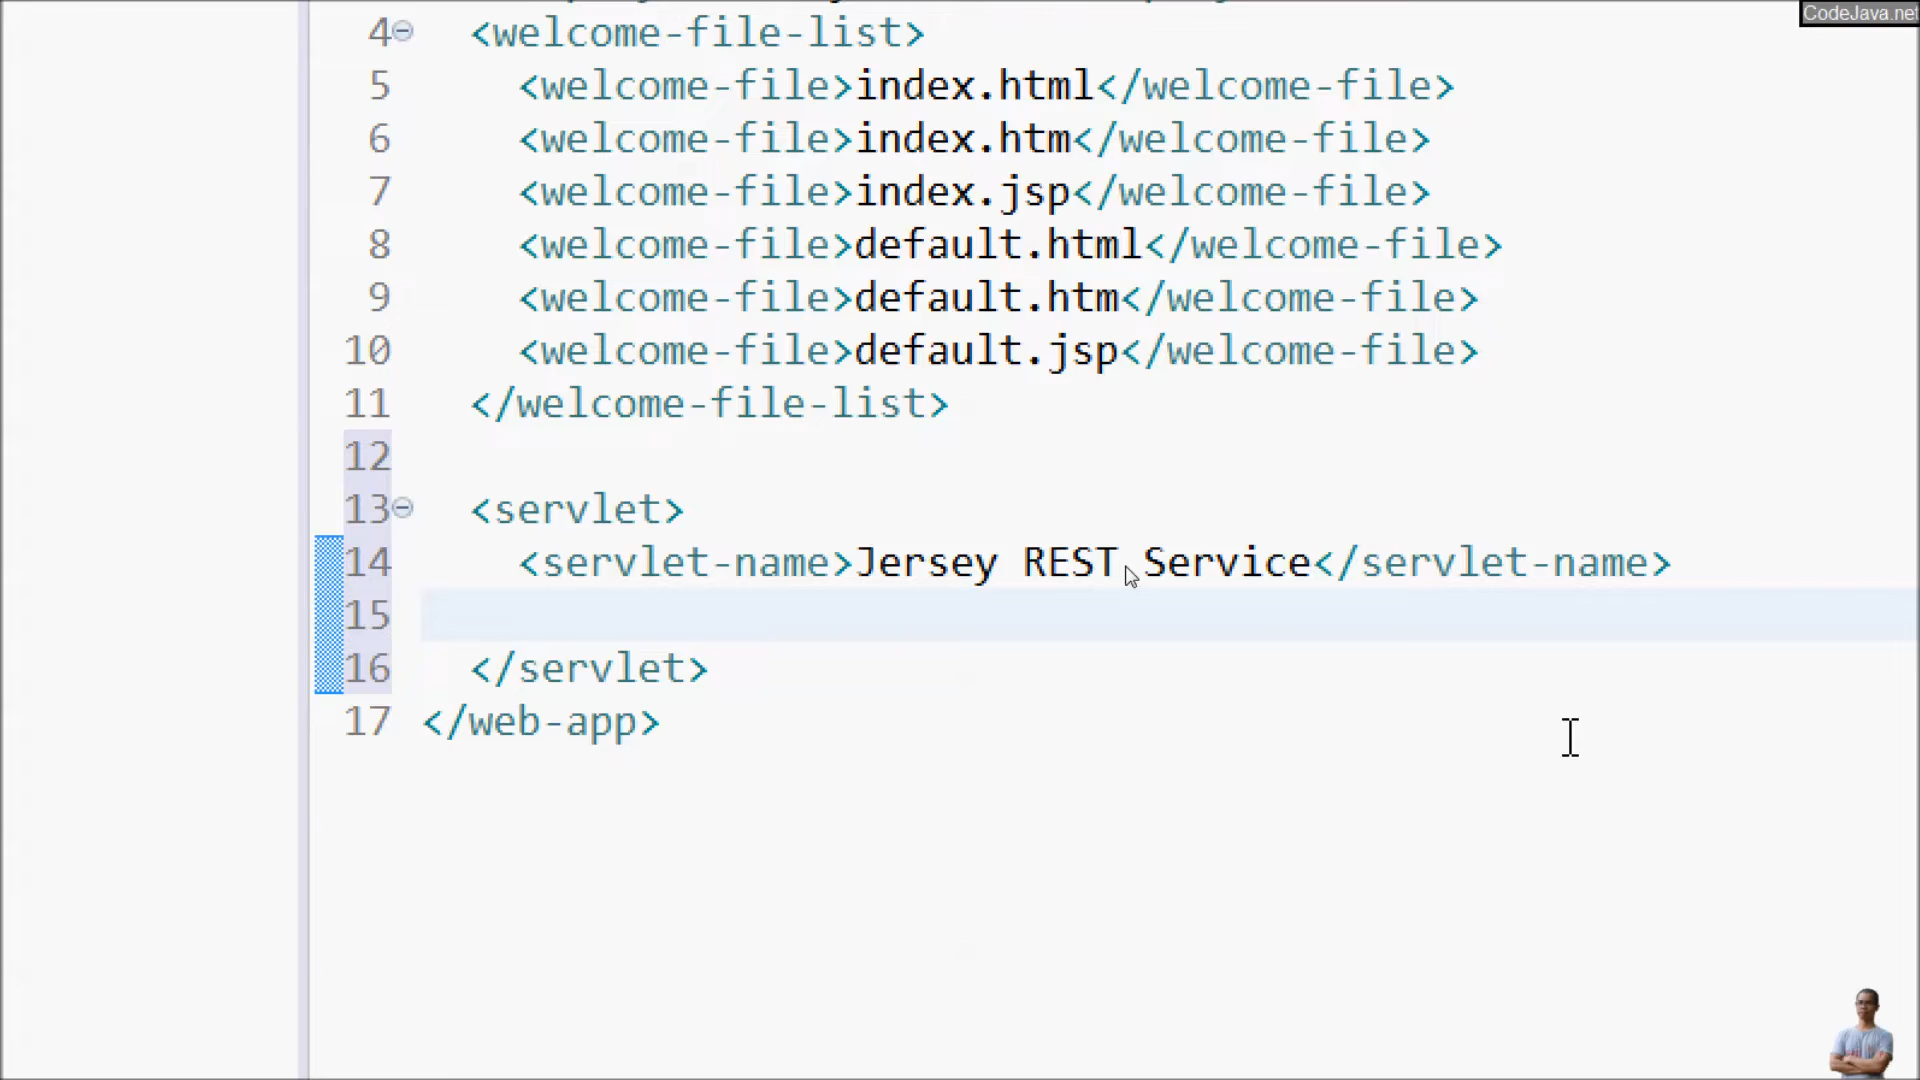 CodeJava.net
4 <welcome-file-list>
5 <welcome-file>index.html</welcome-file>
6 <welcome-file>index.htm</welcome-file>
7 <welcome-file>index.jsp</welcome-file>
8 <welcome-file>default.html</welcome-file>
9 <welcome-file>default.htm</welcome-file>
10 <welcome-file>default.jsp</welcome-file>
11 </welcome-file-list>
12
13 <servlet>
14 <servlet-name>Jersey REST Service</servlet-name>
15
16 </servlet>
17 </web-app>